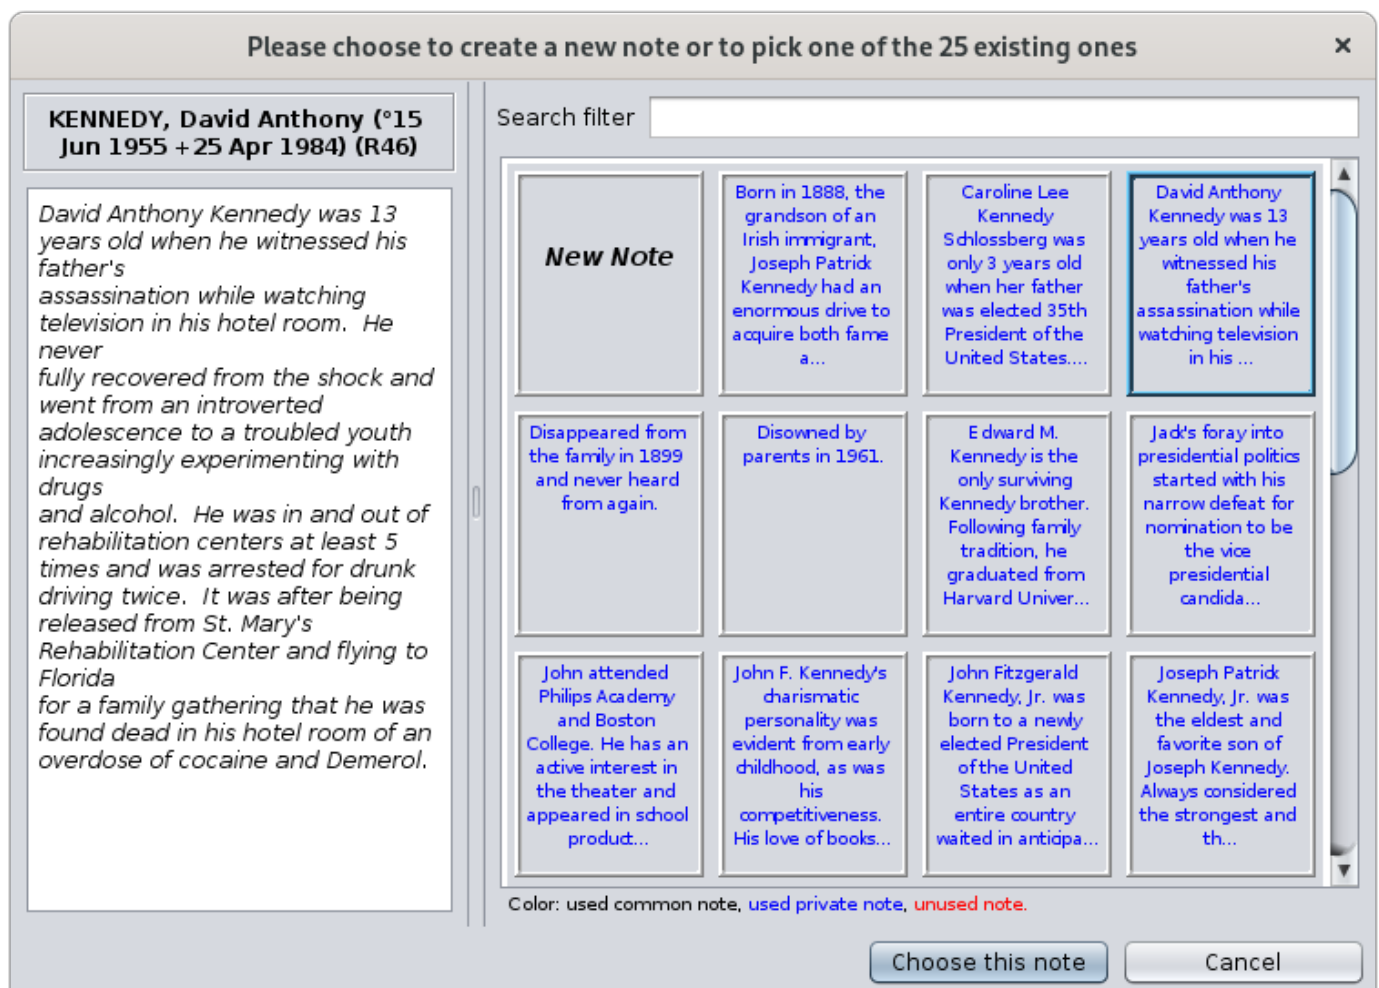 Please choose to create a new note or to pick one of the 25 existing ones
KENNEDY, David Anthony (°15
Jun 1955 +25 Apr 1984) (R46)
David Anthony Kennedy was 13
years old when he witnessed his
father's
assassination while watching
television in his hotel room.  He
never
fully recovered from the shock and
went from an introverted
adolescence to a troubled youth
increasingly experimenting with
drugs
and alcohol.  He was in and out of
rehabilitation centers at least 5
times and was arrested for drunk
driving twice.  It was after being
released from St. Mary's
Rehabilitation Center and flying to
Florida
for a family gathering that he was
found dead in his hotel room of an
overdose of cocaine and Demerol.
Search filter
New Note
Born in 1888, the
grandson of an
Irish immigrant,
Joseph Patrick
Kennedy had an
enormous drive to
acquire both fame
a...
Caroline Lee
Kennedy
Schlossberg was
only 3 years old
when her father
was elected 35th
President of the
United States....
David Anthony
Kennedy was 13
years old when he
witnessed his
father's
assassination while
watching television
in his ...
Disappeared from
the family in 1899
and never heard
from again.
Disowned by
parents in 1961.
Edward M.
Kennedy is the
only surviving
Kennedy brother.
Following family
tradition, he
graduated from
Harvard Univer...
Jack's foray into
presidential politics
started with his
narrow defeat for
nomination to be
the vice
presidential
candida...
John attended
Philips Academy
and Boston
College. He has an
active interest in
the theater and
appeared in school
product...
John F. Kennedy's
charismatic
personality was
evident from early
childhood, as was
his
competitiveness.
His love of books...
John Fitzgerald
Kennedy, Jr. was
born to a newly
elected President
of the United
States as an
entire country
waited in anticipa...
Joseph Patrick
Kennedy, Jr. was
the eldest and
favorite son of
Joseph Kennedy.
Always considered
the strongest and
th...
Color: used common note, used private note, unused note.
Choose this note
Cancel